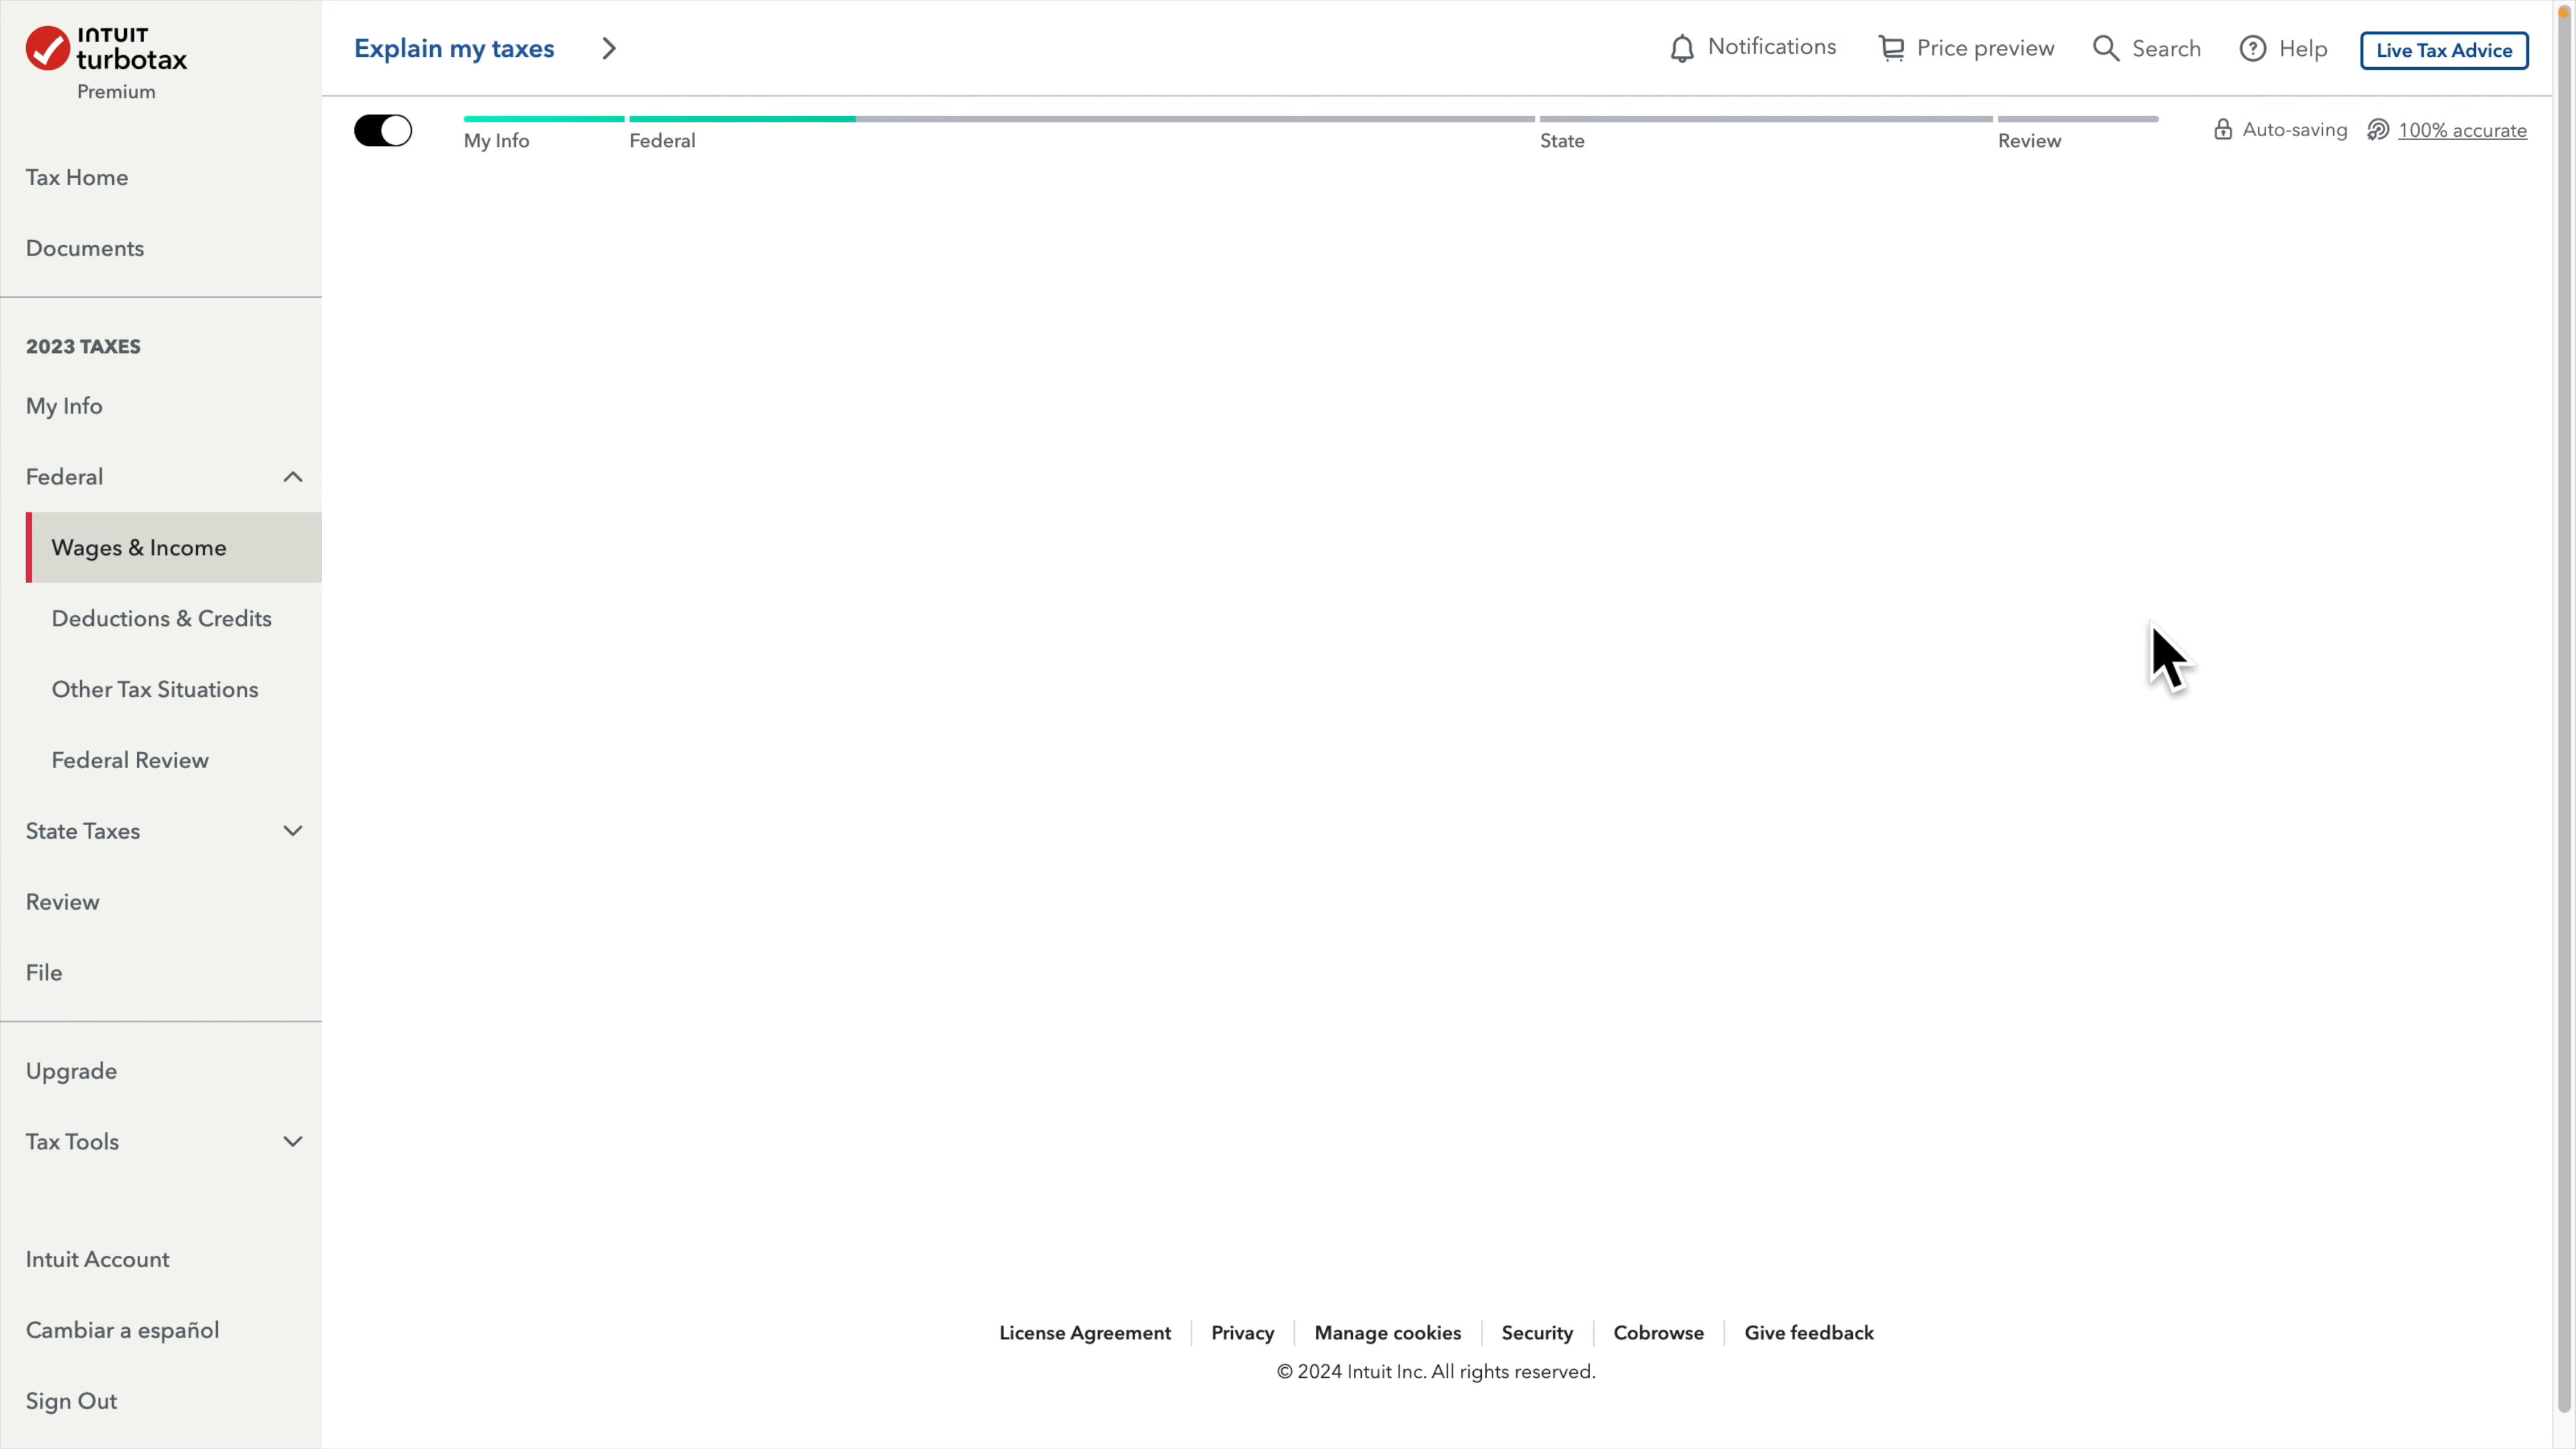 INTUIT
turbotax
Premium
Tax Home
Documents
2023 TAXES
My Info
Federal
Wages & Income
Deductions & Credits
Other Tax Situations
Federal Review
State Taxes
Review
File
Upgrade
Tax Tools
Intuit Account
Cambiar a español
Sign Out
Explain my taxes
Notifications
Price preview
Search
Help
Live Tax Advice
My Info
Federal
State
Review
Auto-saving
100% accurate
License Agreement
Privacy
Manage cookies
Security
Cobrowse
Give feedback
© 2024 Intuit Inc. All rights reserved.